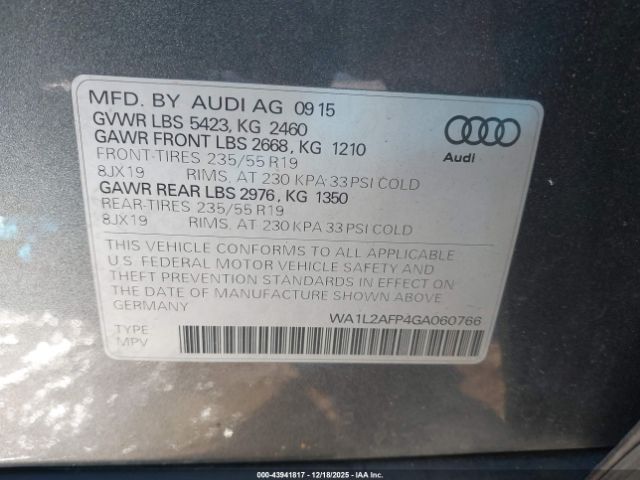 MFD. BY AUDI AG 09 15
GVWR LBS 5423, KG 2460
GAWR FRONT LBS 2668, KG 1210
FRONT-TIRES 235/55 R19
8JX19 RIMS, AT 230 KPA 33 PSI COLD
GAWR REAR LBS 2976, KG 1350
REAR-TIRES 235/55 R19
8JX19 RIMS, AT 230 KPA 33 PSI COLD
Audi
THIS VEHICLE CONFORMS TO ALL APPLICABLE
U.S. FEDERAL MOTOR VEHICLE SAFETY AND
THEFT PREVENTION STANDARDS IN EFFECT ON
THE DATE OF MANUFACTURE SHOWN ABOVE
GERMANY
WA1L2AFP4GA060766
TYPE
MPV
000-43941817 - 12/18/2025 - IAAI.com